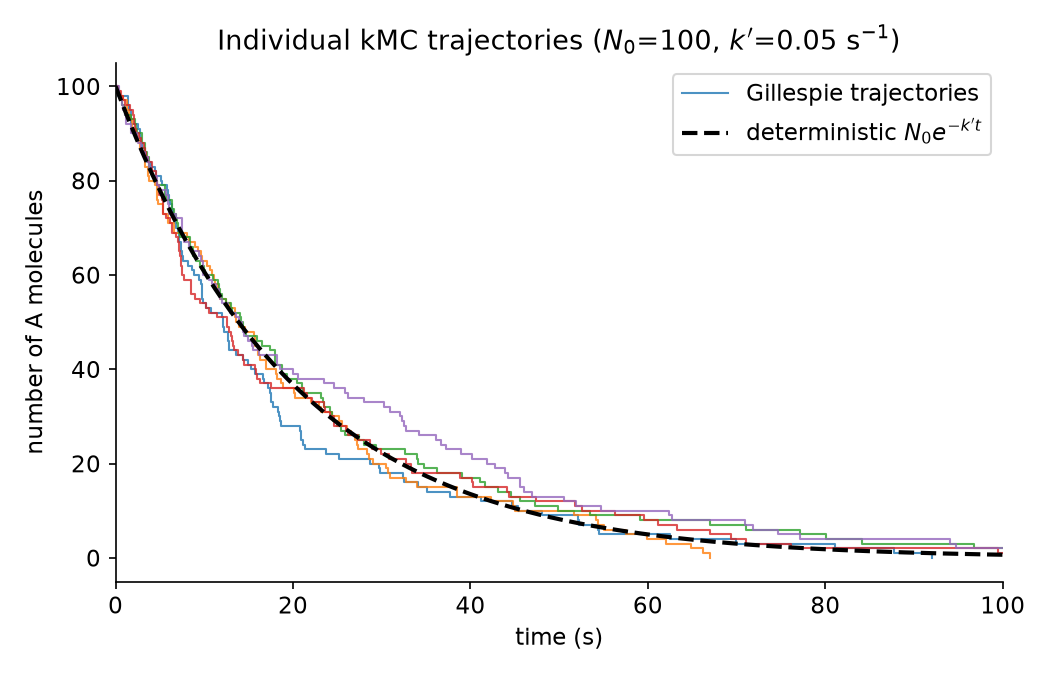 Individual kMC trajectories (N₀=100, k′=0.05 s⁻¹)
Gillespie trajectories
deterministic N₀e^{−k′t}
number of A molecules
100
80
60
40
20
0
0 20 40 60 80 100
time (s)